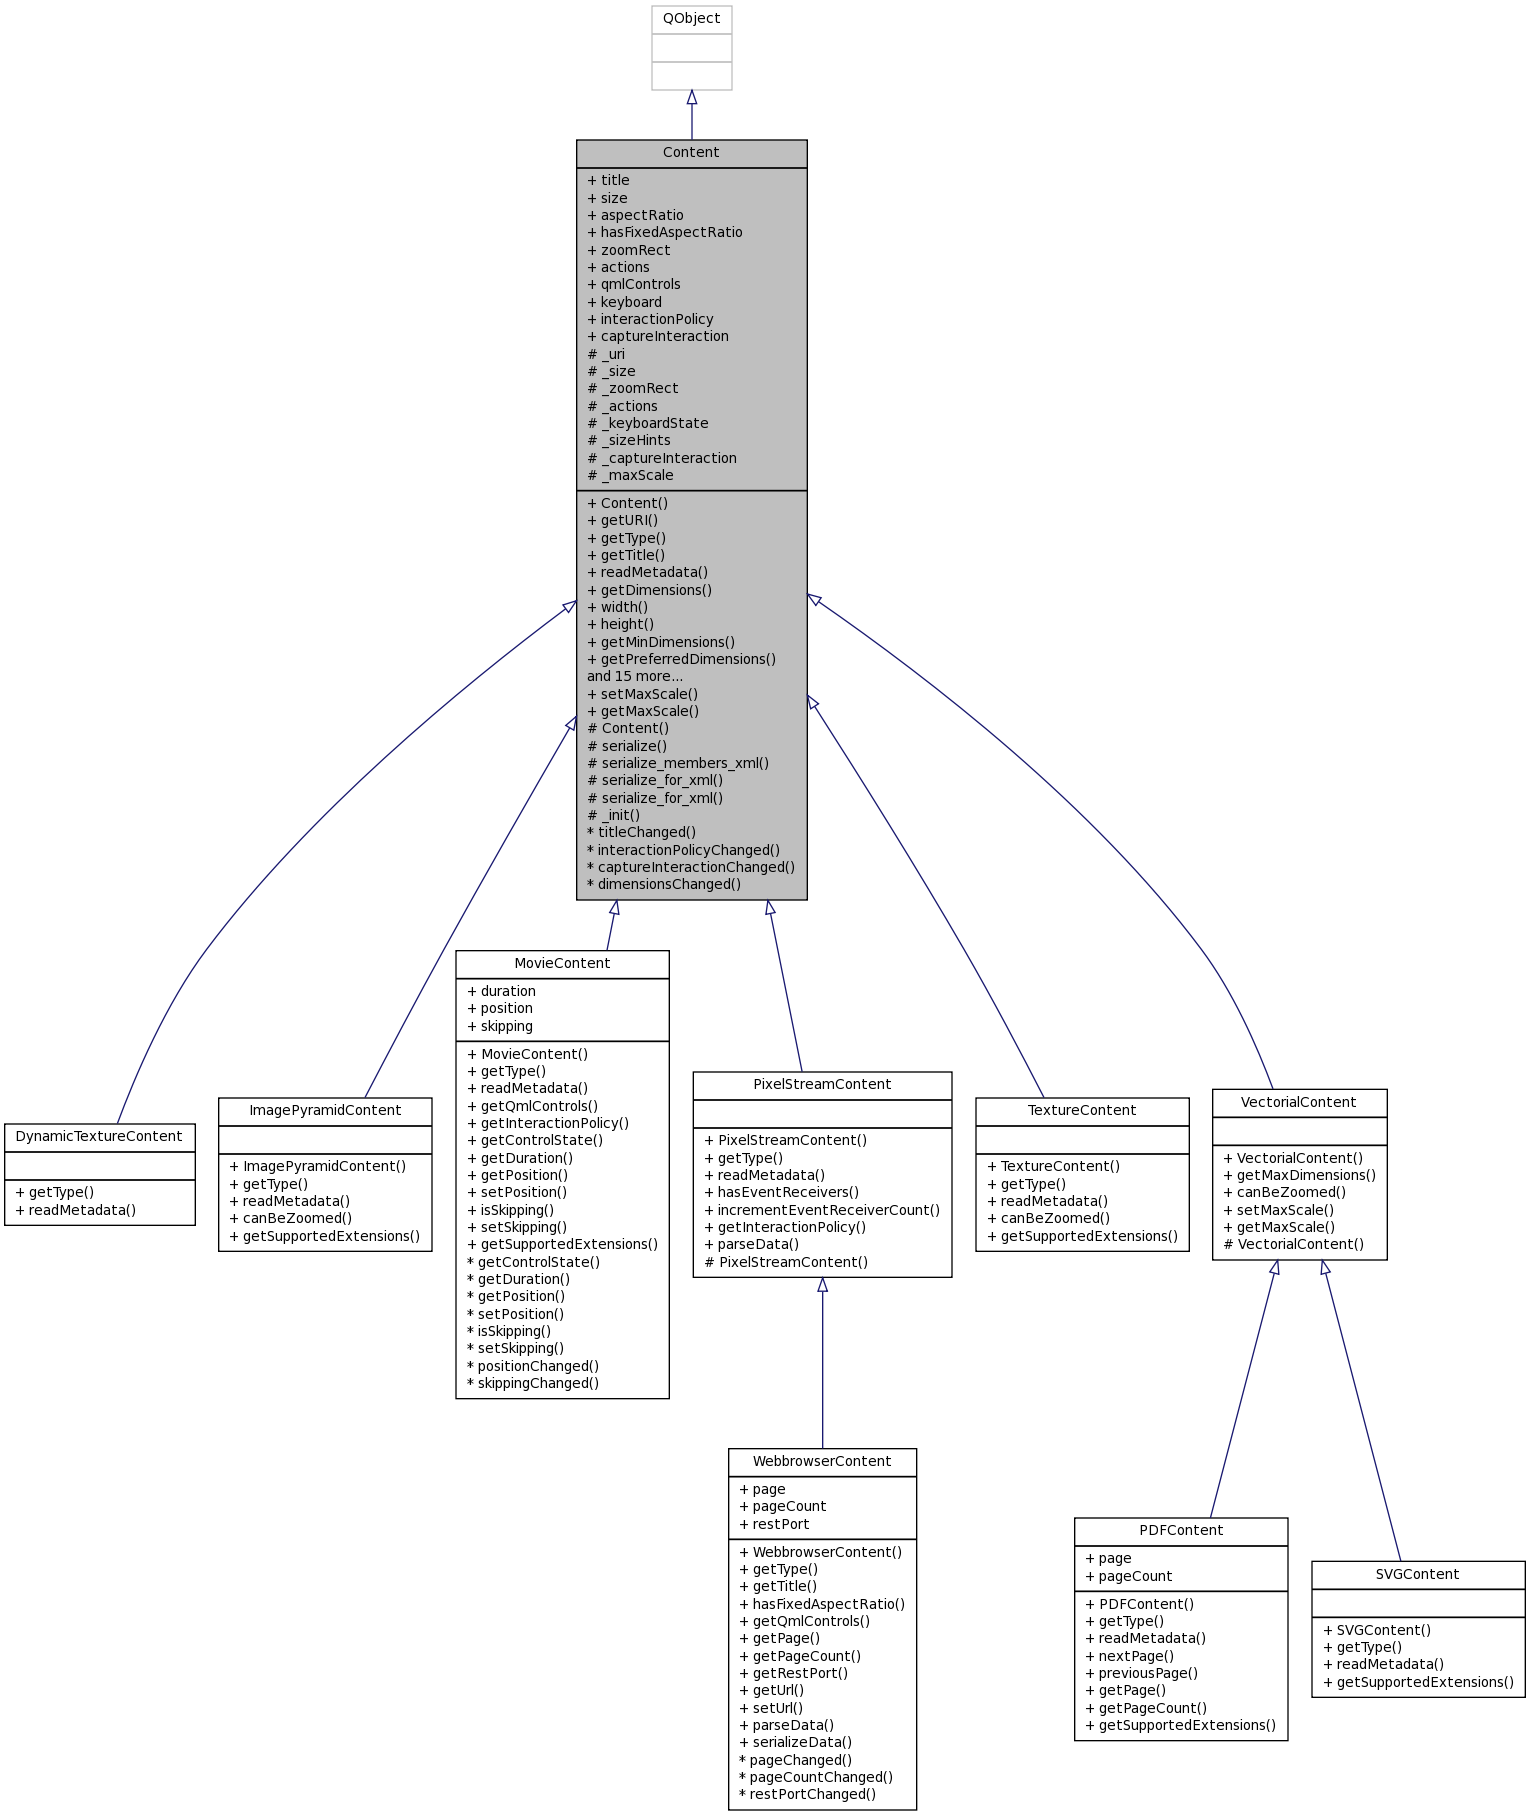 QObject
Content
+ title
+ size
+ aspectRatio
+ hasFixedAspectRatio
+ zoomRect
+ actions
+ qmlControls
+ keyboard
+ interactionPolicy
+ captureInteraction
# _uri
# _size
# _zoomRect
# _actions
# _keyboardState
# _sizeHints
# _captureInteraction
# _maxScale
+ Content()
+ getURI()
+ getType()
+ getTitle()
+ readMetadata()
+ getDimensions()
+ width()
+ height()
+ getMinDimensions()
+ getPreferredDimensions()
and 15 more...
+ setMaxScale()
+ getMaxScale()
# Content()
# serialize()
# serialize_members_xml()
# serialize_for_xml()
# serialize_for_xml()
# _init()
* titleChanged()
* interactionPolicyChanged()
* captureInteractionChanged()
* dimensionsChanged()
DynamicTextureContent
+ getType()
+ readMetadata()
ImagePyramidContent
+ ImagePyramidContent()
+ getType()
+ readMetadata()
+ canBeZoomed()
+ getSupportedExtensions()
MovieContent
+ duration
+ position
+ skipping
+ MovieContent()
+ getType()
+ readMetadata()
+ getQmlControls()
+ getInteractionPolicy()
+ getControlState()
+ getDuration()
+ getPosition()
+ setPosition()
+ isSkipping()
+ setSkipping()
+ getSupportedExtensions()
* getControlState()
* getDuration()
* getPosition()
* setPosition()
* isSkipping()
* setSkipping()
* positionChanged()
* skippingChanged()
PixelStreamContent
+ PixelStreamContent()
+ getType()
+ readMetadata()
+ hasEventReceivers()
+ incrementEventReceiverCount()
+ getInteractionPolicy()
+ parseData()
# PixelStreamContent()
TextureContent
+ TextureContent()
+ getType()
+ readMetadata()
+ canBeZoomed()
+ getSupportedExtensions()
VectorialContent
+ VectorialContent()
+ getMaxDimensions()
+ canBeZoomed()
+ setMaxScale()
+ getMaxScale()
# VectorialContent()
WebbrowserContent
+ page
+ pageCount
+ restPort
+ WebbrowserContent()
+ getType()
+ getTitle()
+ hasFixedAspectRatio()
+ getQmlControls()
+ getPage()
+ getPageCount()
+ getRestPort()
+ getUrl()
+ setUrl()
+ parseData()
+ serializeData()
* pageChanged()
* pageCountChanged()
* restPortChanged()
PDFContent
+ page
+ pageCount
+ PDFContent()
+ getType()
+ readMetadata()
+ nextPage()
+ previousPage()
+ getPage()
+ getPageCount()
+ getSupportedExtensions()
SVGContent
+ SVGContent()
+ getType()
+ readMetadata()
+ getSupportedExtensions()